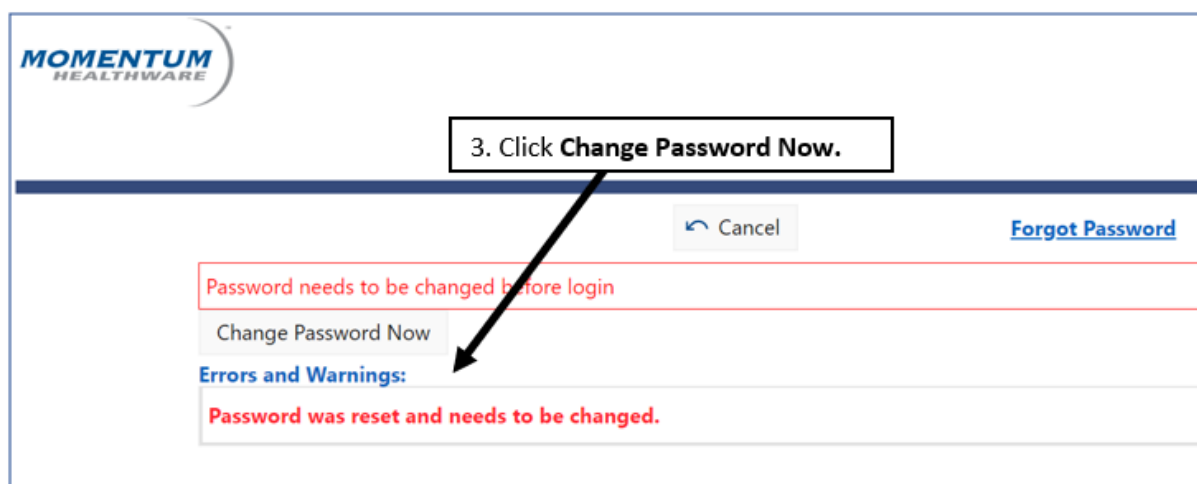 MOMENTUM
HEALTHWARE
3. Click Change Password Now.
Cancel
Forgot Password
Password needs to be changed before login
Change Password Now
Errors and Warnings:
Password was reset and needs to be changed.